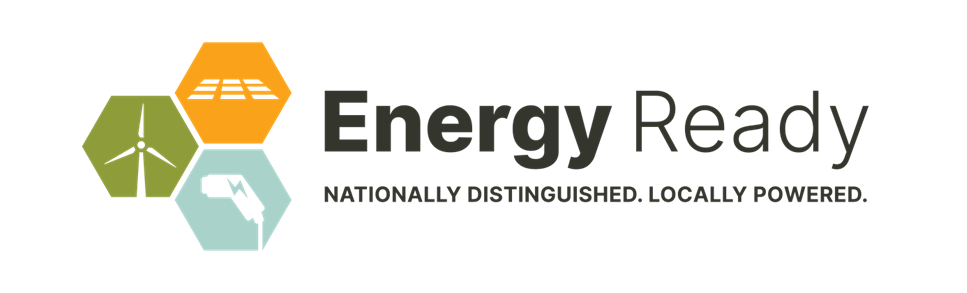 Energy Ready
NATIONALLY DISTINGUISHED. LOCALLY POWERED.